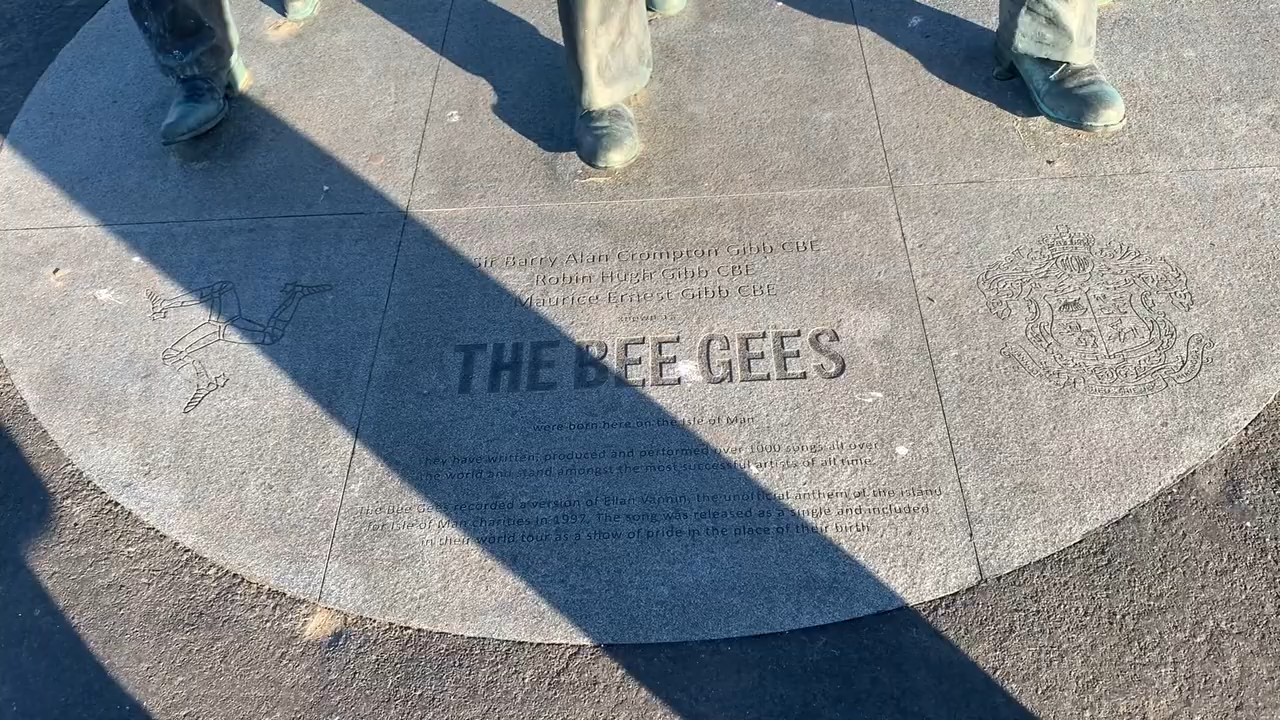 Sir Barry Alan Crompton Gibb CBE
Robin Hugh Gibb CBE
Maurice Ernest Gibb CBE
known as
THE BEE GEES
were born here on the Isle of Man
They have written, produced and performed over 1000 songs all over
the world and stand amongst the most successful artists of all time.
The Bee Gees recorded a version of Ellan Vannin, the unofficial anthem of the island
for Isle of Man charities in 1997. The song was released as a single and included
in their world tour as a show of pride in the place of their birth